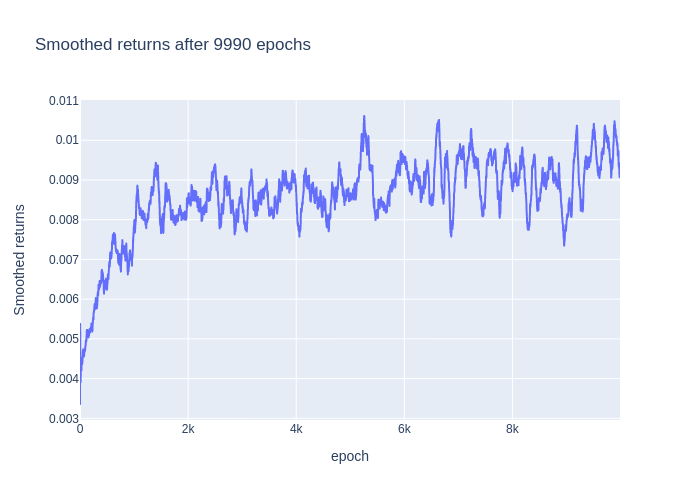 Smoothed returns after 9990 epochs
0.011
0.01
0.009
0.008
0.007
0.006
0.005
0.004
0.003
Smoothed returns
0
2k
4k
6k
8k
epoch